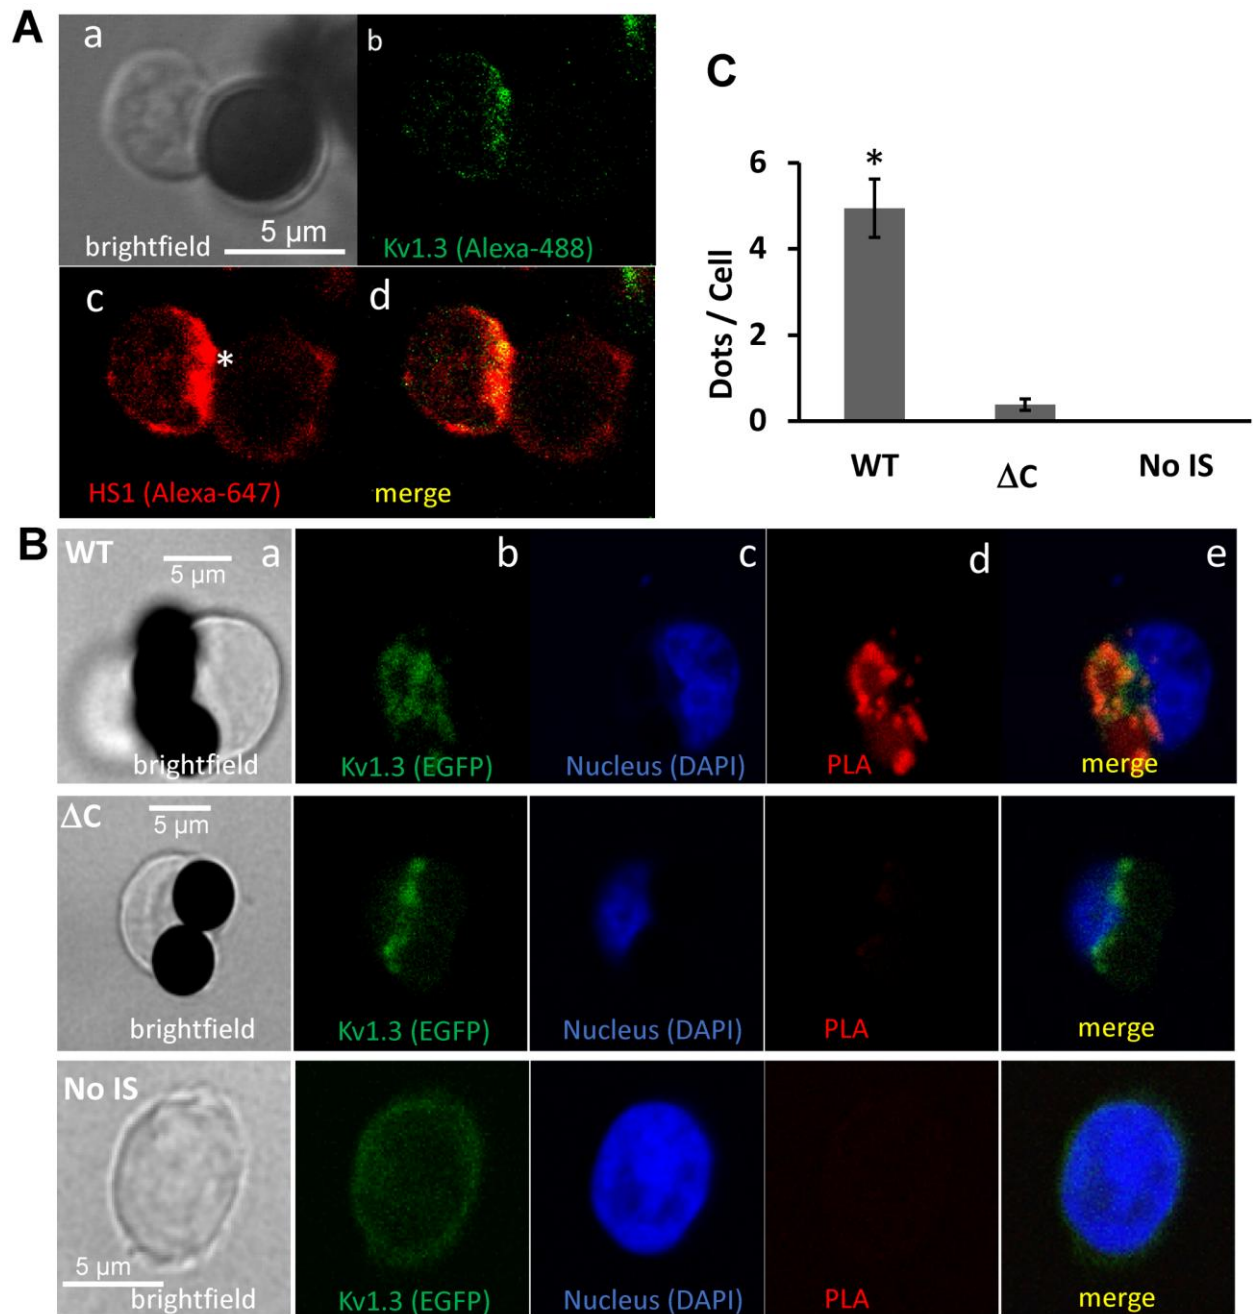 A
a
b
brightfield
5 μm
Kv1.3 (Alexa-488)
c
d
*
HS1 (Alexa-647)
merge
C
Dots / Cell
6
4
2
0
*
WT
ΔC
No IS
B
WT
a
b
c
d
e
5 μm
brightfield
Kv1.3 (EGFP)
Nucleus (DAPI)
PLA
merge
ΔC
5 μm
brightfield
Kv1.3 (EGFP)
Nucleus (DAPI)
PLA
merge
No IS
5 μm
brightfield
Kv1.3 (EGFP)
Nucleus (DAPI)
PLA
merge